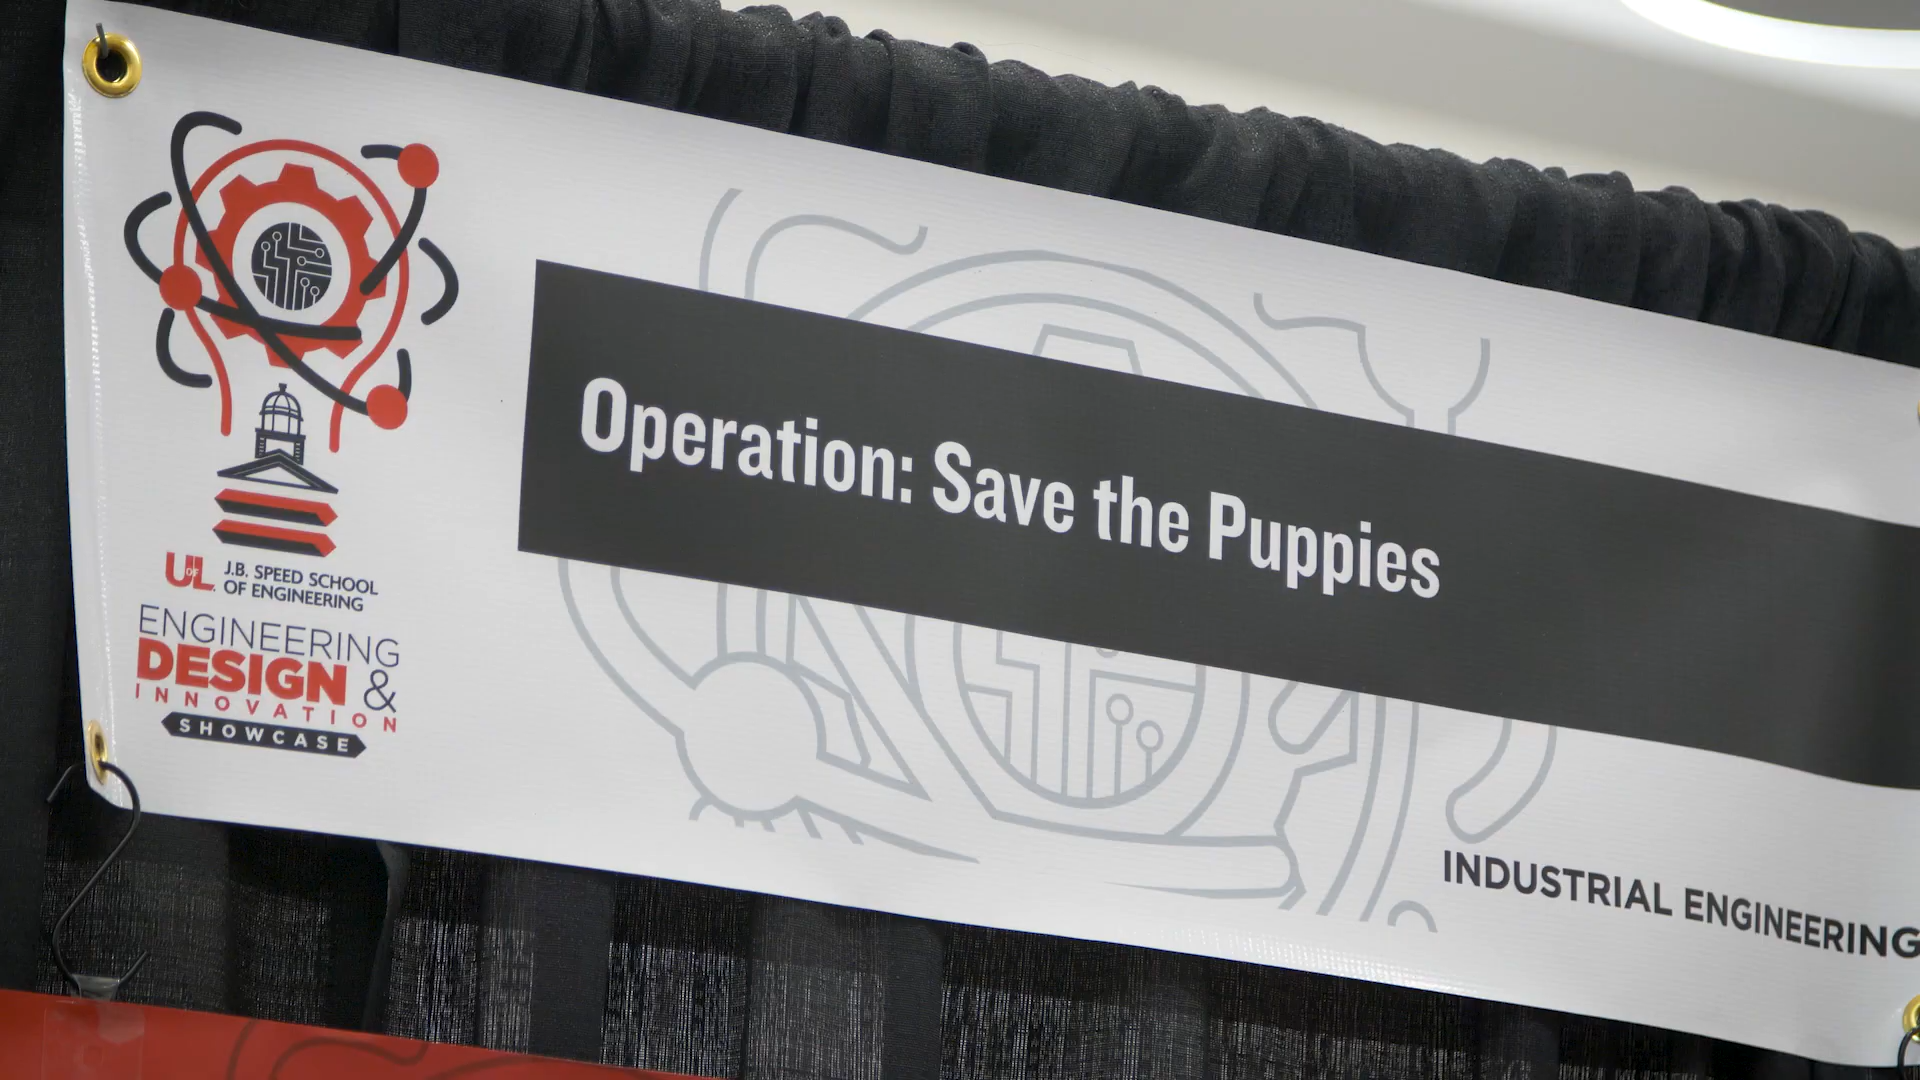 Operation: Save the Puppies
UOFL J.B. SPEED SCHOOL
OF ENGINEERING
ENGINEERING
DESIGN &
INNOVATION
SHOWCASE
INDUSTRIAL ENGINEERING